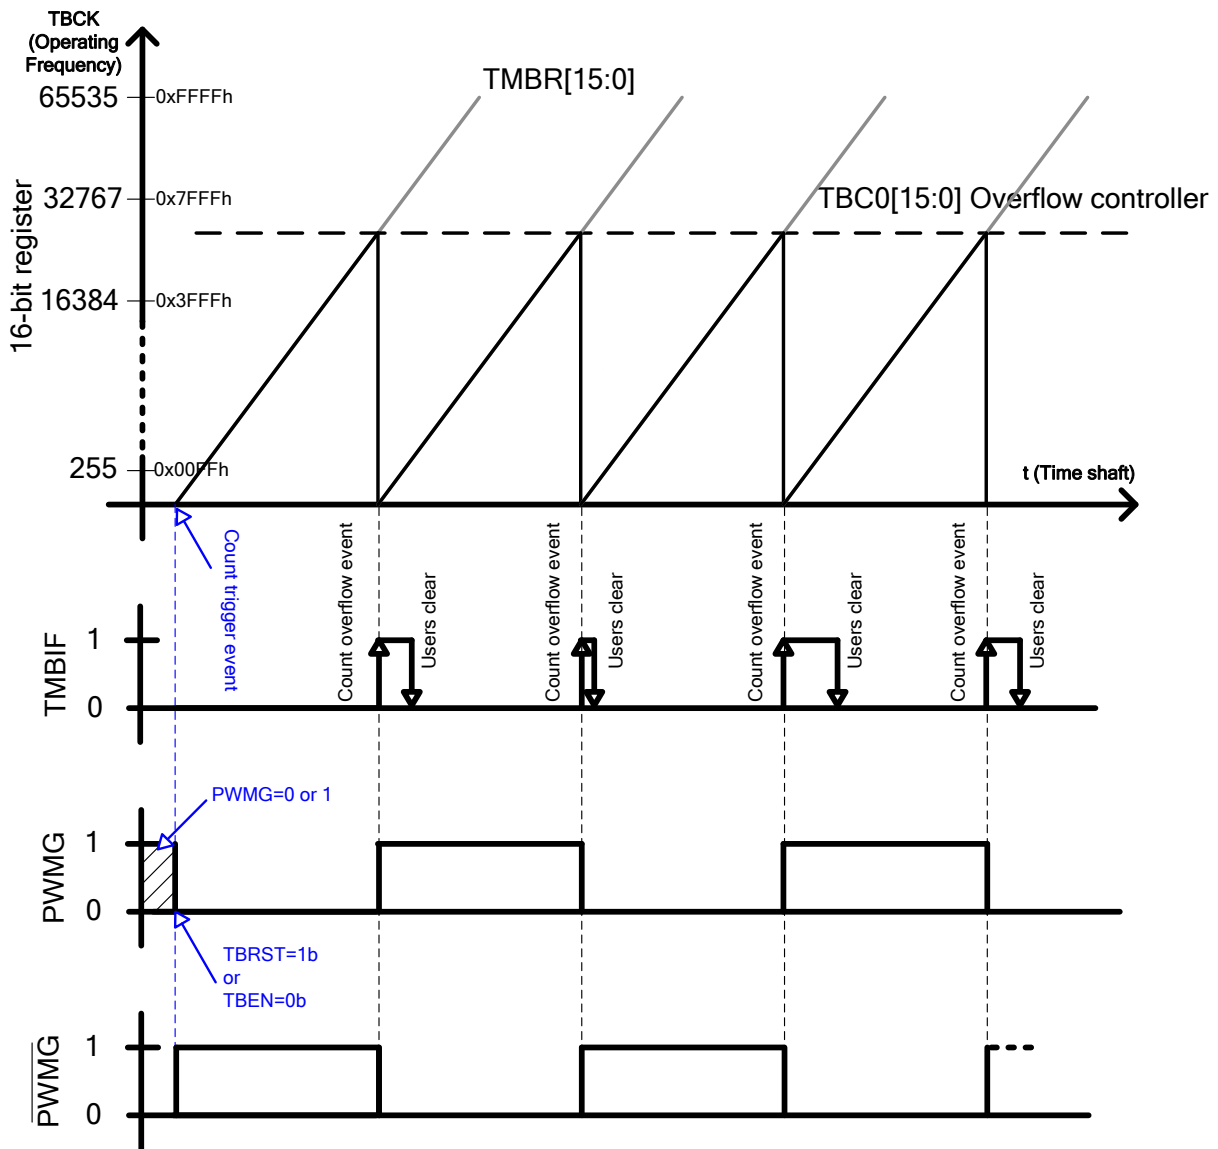 TBCK
(Operating
Frequency)
65535
0xFFFFh
TMBR[15:0]
32767
0x7FFFh
TBC0[15:0] Overflow controller
16-bit register
16384
0x3FFFh
255
0x00FFh
t (Time shaft)
Count trigger event
Count overflow event
Users clear
Count overflow event
Users clear
Count overflow event
Users clear
Count overflow event
Users clear
TMBIF
1
0
PWMG=0 or 1
PWMG
1
0
TBRST=1b
or
TBEN=0b
PWMG
1
0